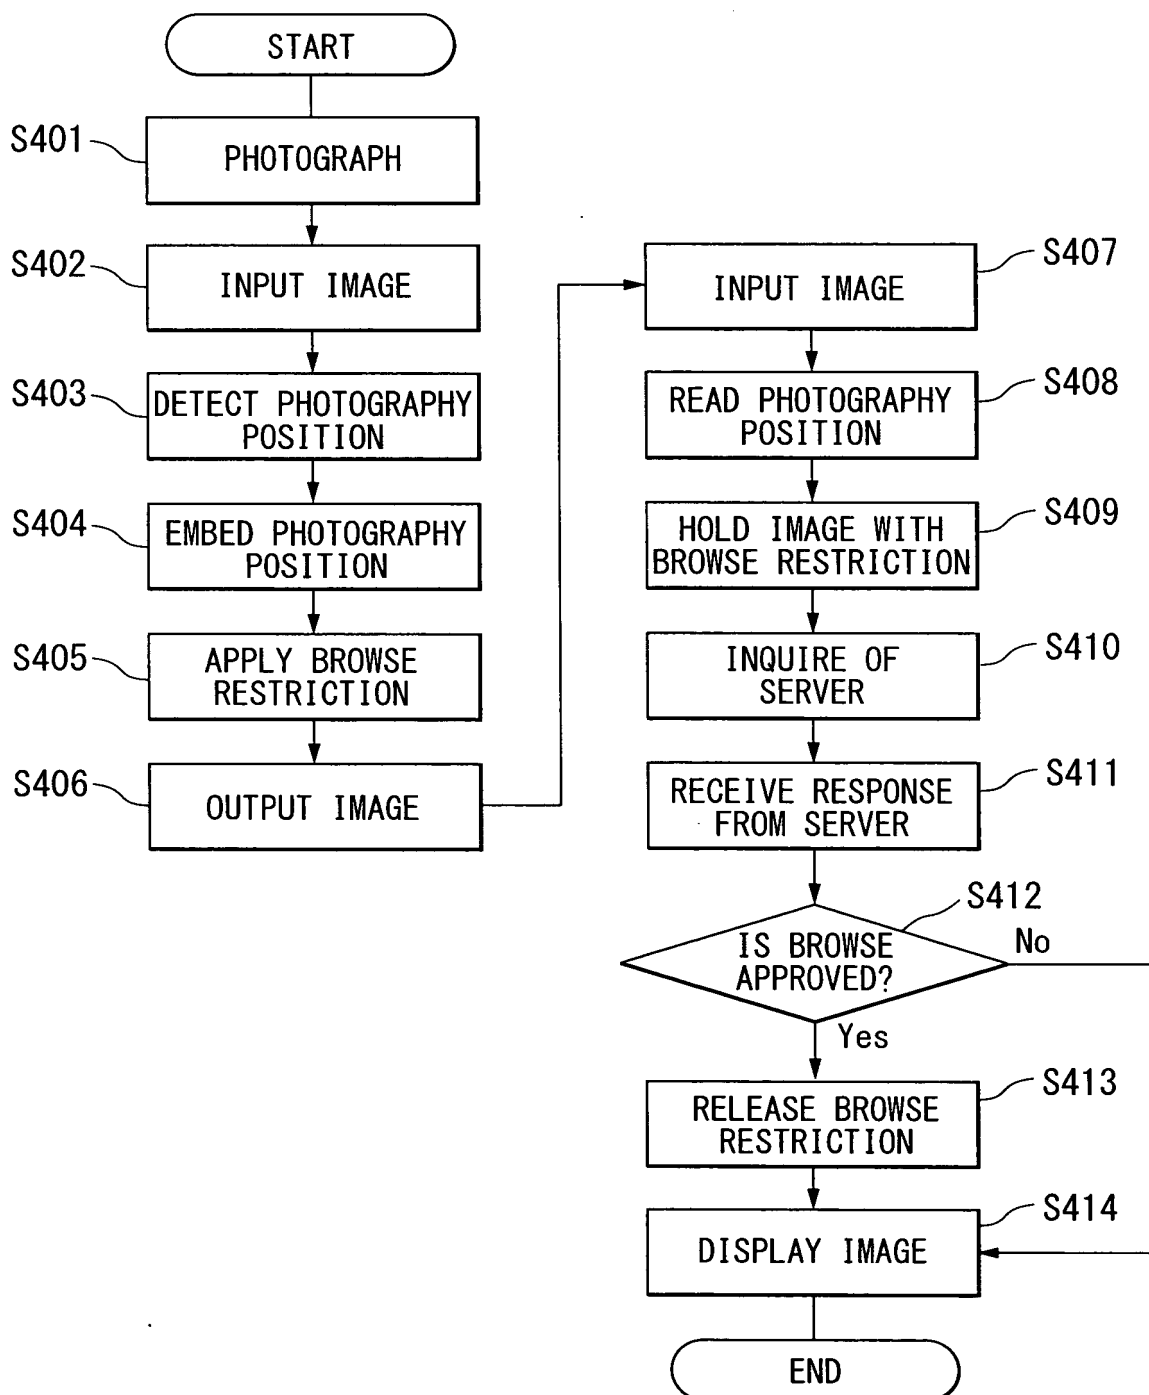 START
S401
PHOTOGRAPH
S402
INPUT IMAGE
S403
DETECT PHOTOGRAPHY
POSITION
S404
EMBED PHOTOGRAPHY
POSITION
S405
APPLY BROWSE
RESTRICTION
S406
OUTPUT IMAGE
S407
INPUT IMAGE
S408
READ PHOTOGRAPHY
POSITION
S409
HOLD IMAGE WITH
BROWSE RESTRICTION
S410
INQUIRE OF
SERVER
S411
RECEIVE RESPONSE
FROM SERVER
S412
IS BROWSE
APPROVED?
No
Yes
S413
RELEASE BROWSE
RESTRICTION
S414
DISPLAY IMAGE
END